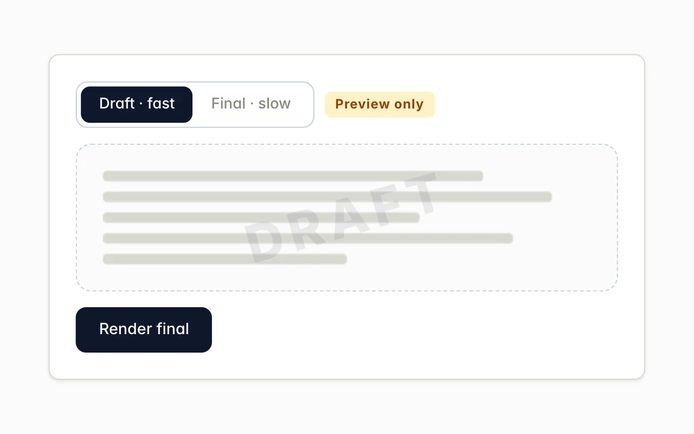 Draft · fast
Final · slow
Preview only
DRAFT
Render final